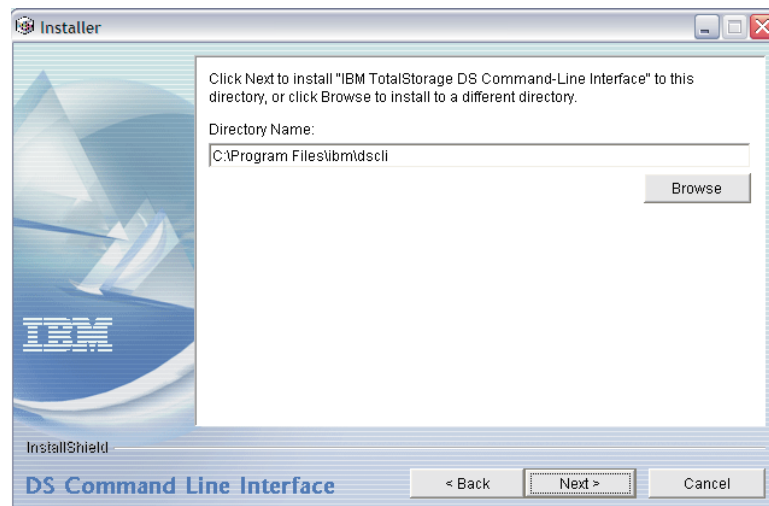 Installer
Click Next to install "IBM TotalStorage DS Command-Line Interface" to this
directory, or click Browse to install to a different directory.
Directory Name:
C:\Program Files\ibm\dscli
Browse
IBM
InstallShield
DS Command Line Interface
< Back
Next >
Cancel